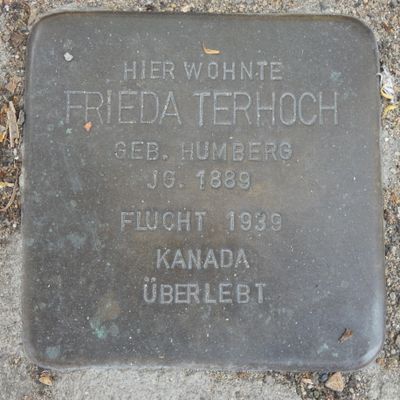 HIER WOHNTE
FRIEDA TERHOCH
GEB. HUMBERG
JG. 1889
FLUCHT 1939
KANADA
ÜBERLEBT